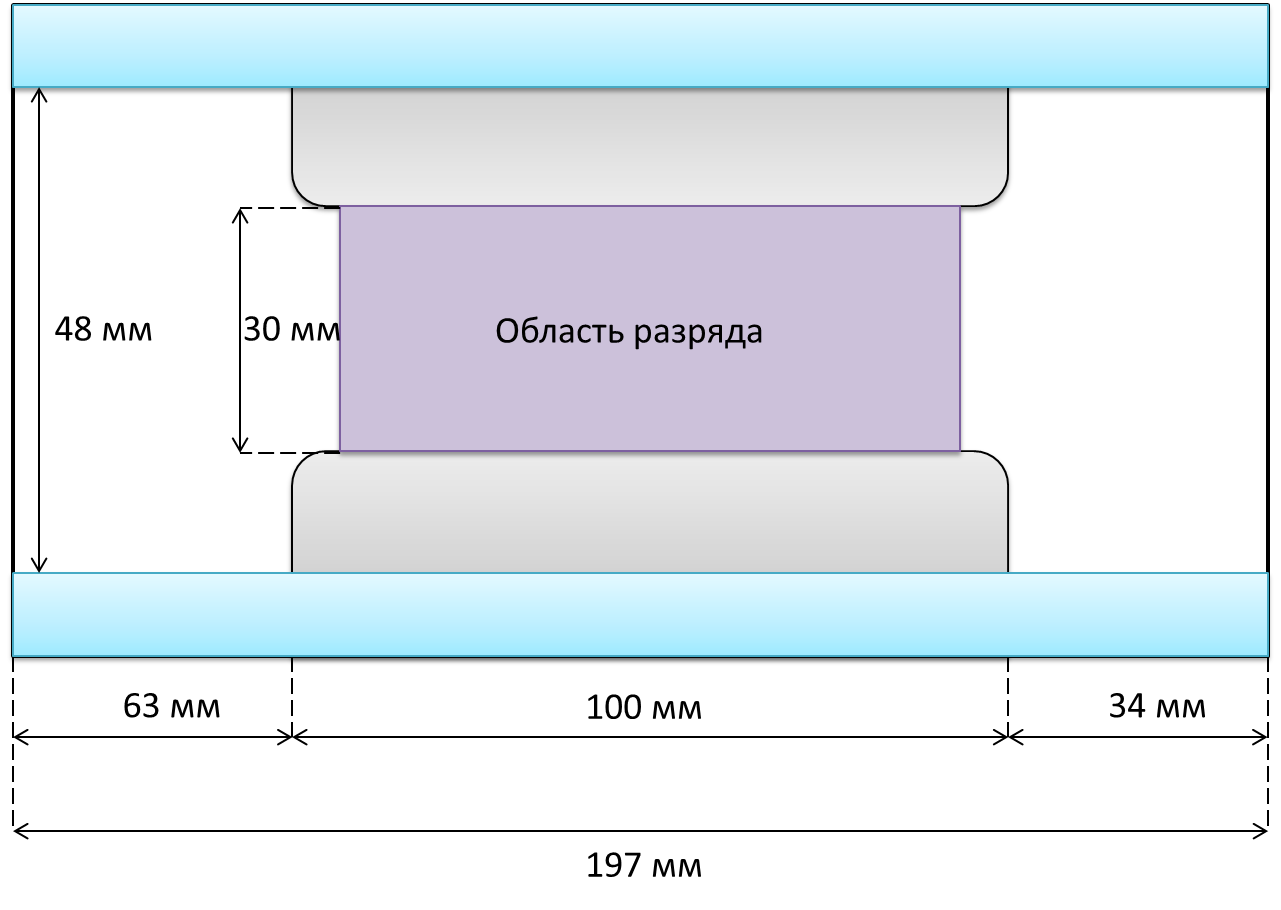 48 мм
30 мм
Область разряда
63 мм
100 мм
34 мм
197 мм